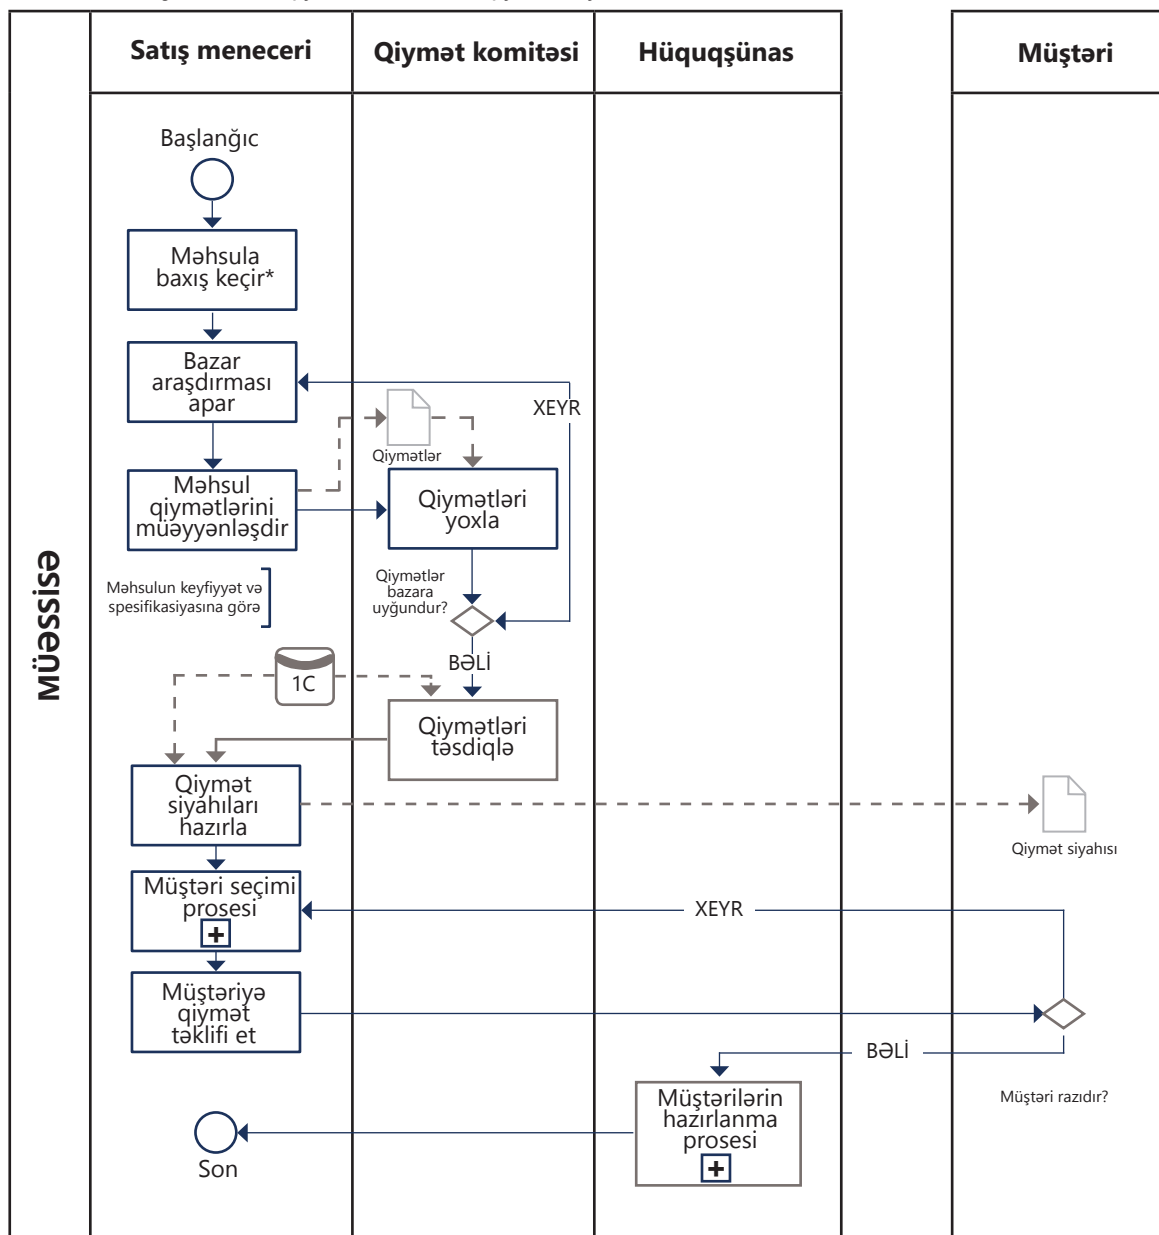 Satış meneceri
Qiymət komitəsi
Hüquqşünas
Müştəri
MÜƏSSİSƏ
Başlanğıc
Məhsula
baxış keçir*
Bazar
araşdırması
apar
XEYR
Qiymətlər
Məhsul
qiymətlərini
müəyyənləşdir
Qiymətləri
yoxla
Məhsulun keyfiyyət və
spesifikasiyasına görə
Qiymətlər
bazara
uyğundur?
BƏLİ
1C
Qiymətləri
təsdiqlə
Qiymət
siyahıları
hazırla
Qiymət siyahısı
Müştəri seçimi
prosesi
XEYR
Müştəriyə
qiymət
təklifi et
BƏLİ
Müştəri razıdır?
Müştərilərin
hazırlanma
prosesi
Son